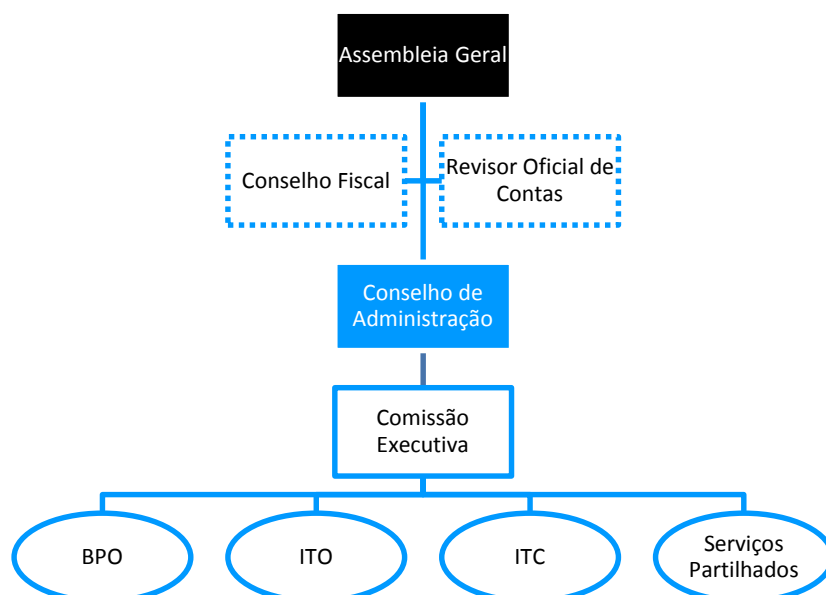 Assembleia Geral
Conselho Fiscal
Revisor Oficial de
Contas
Conselho de
Administração
Comissão
Executiva
BPO
ITO
ITC
Serviços
Partilhados